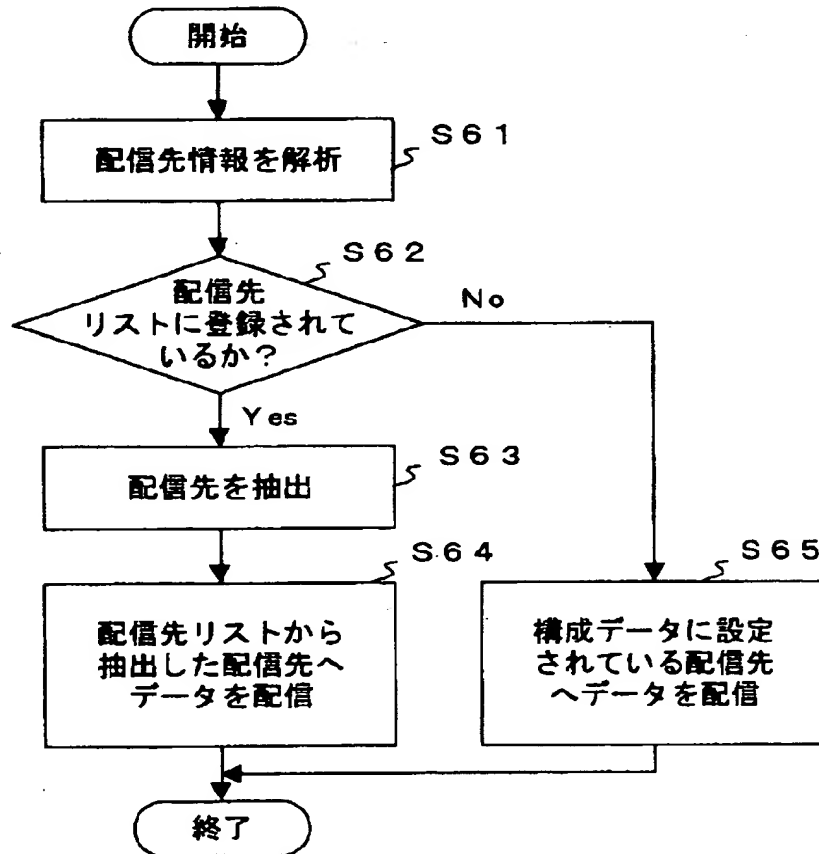 開始
S61
配信先情報を解析
S62
配信先
リストに登録されて
いるか？
No
Yes
S63
配信先を抽出
S64
配信先リストから
抽出した配信先へ
データを配信
S65
構成データに設定
されている配信先
へデータを配信
終了